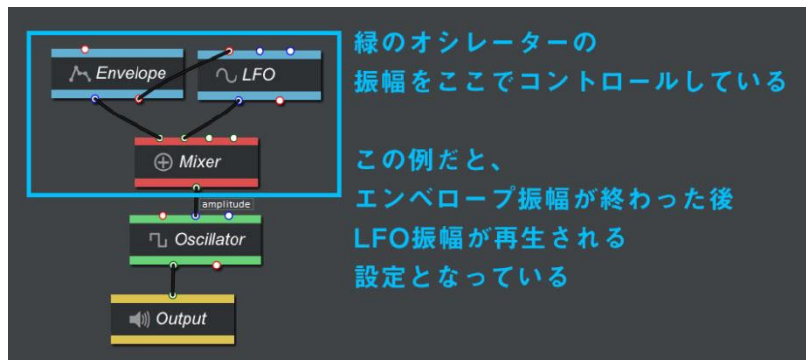 Envelope
LFO
Mixer
amplitude
Oscillator
Output
緑のオシレーターの
振幅をここでコントロールしている
この例だと、
エンベロープ振幅が終わった後
LFO振幅が再生される
設定となっている